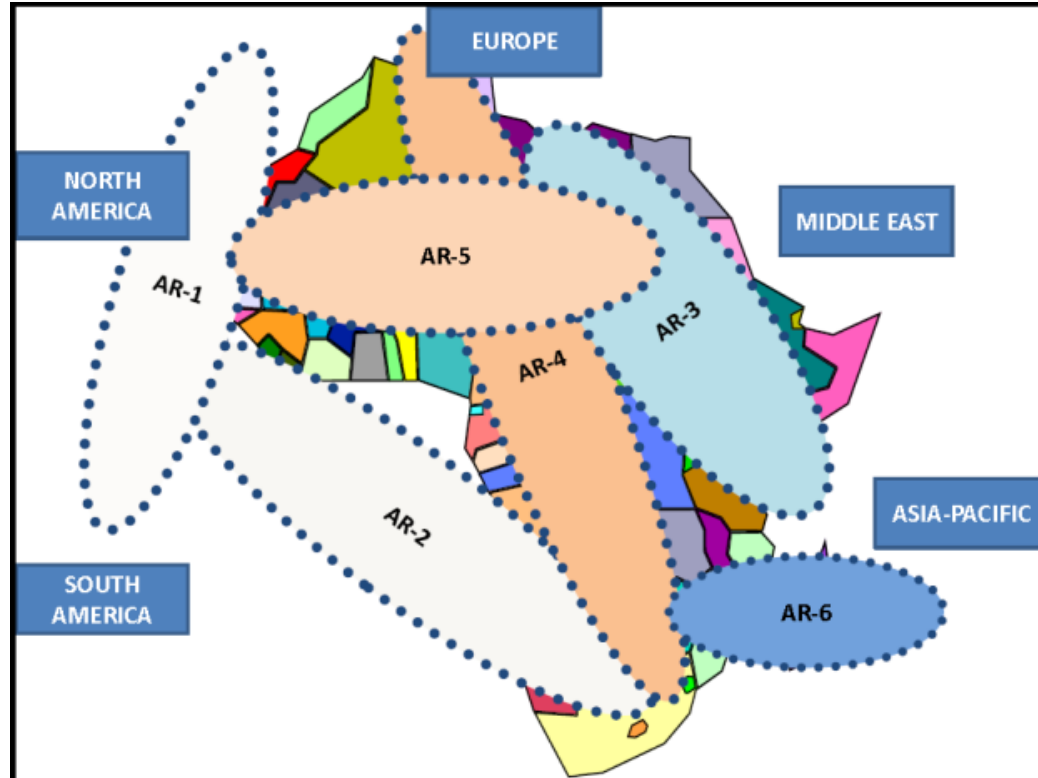 EUROPE
NORTH
AMERICA
MIDDLE EAST
AR-5
AR-1
AR-3
AR-4
ASIA-PACIFIC
AR-2
SOUTH
AMERICA
AR-6